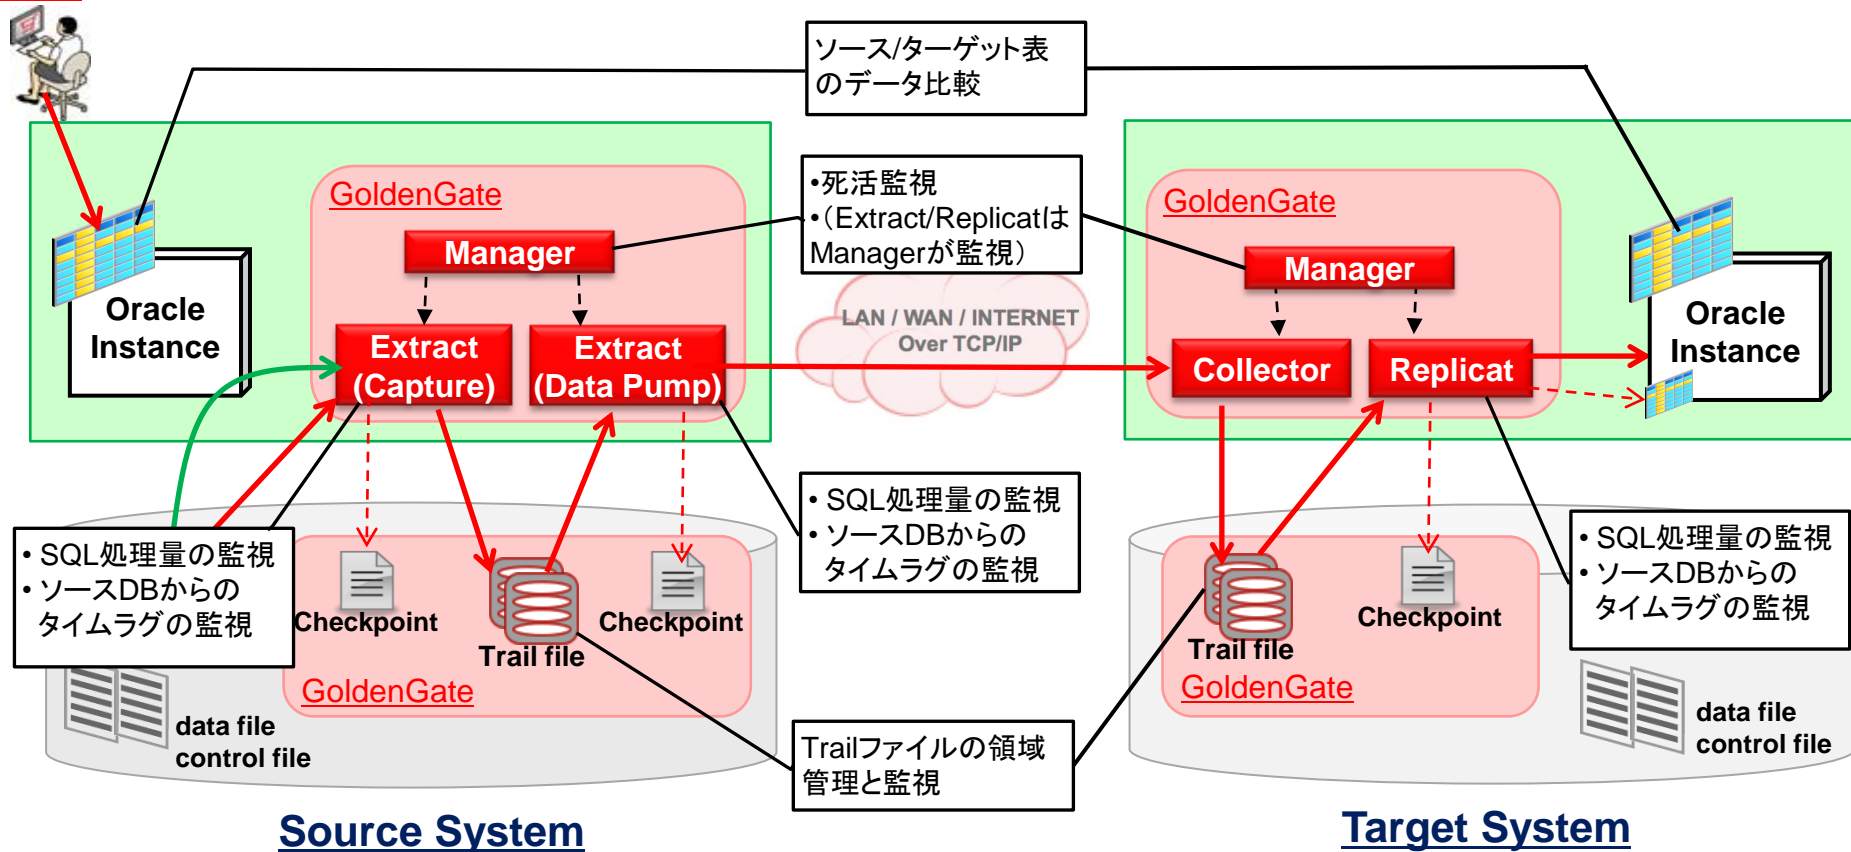 ソース/ターゲット表
のデータ比較
GoldenGate
Manager
Extract
(Capture)
Extract
(Data Pump)
Oracle
Instance
•死活監視
•（Extract/Replicatは
Managerが監視）
LAN / WAN / INTERNET
Over TCP/IP
GoldenGate
Manager
Collector
Replicat
Oracle
Instance
• SQL処理量の監視
• ソースDBからの
タイムラグの監視
Checkpoint
Trail file
Checkpoint
GoldenGate
data file
control file
• SQL処理量の監視
• ソースDBからの
タイムラグの監視
Trailファイルの領域
管理と監視
Trail file
GoldenGate
Checkpoint
• SQL処理量の監視
• ソースDBからの
タイムラグの監視
data file
control file
Source System
Target System